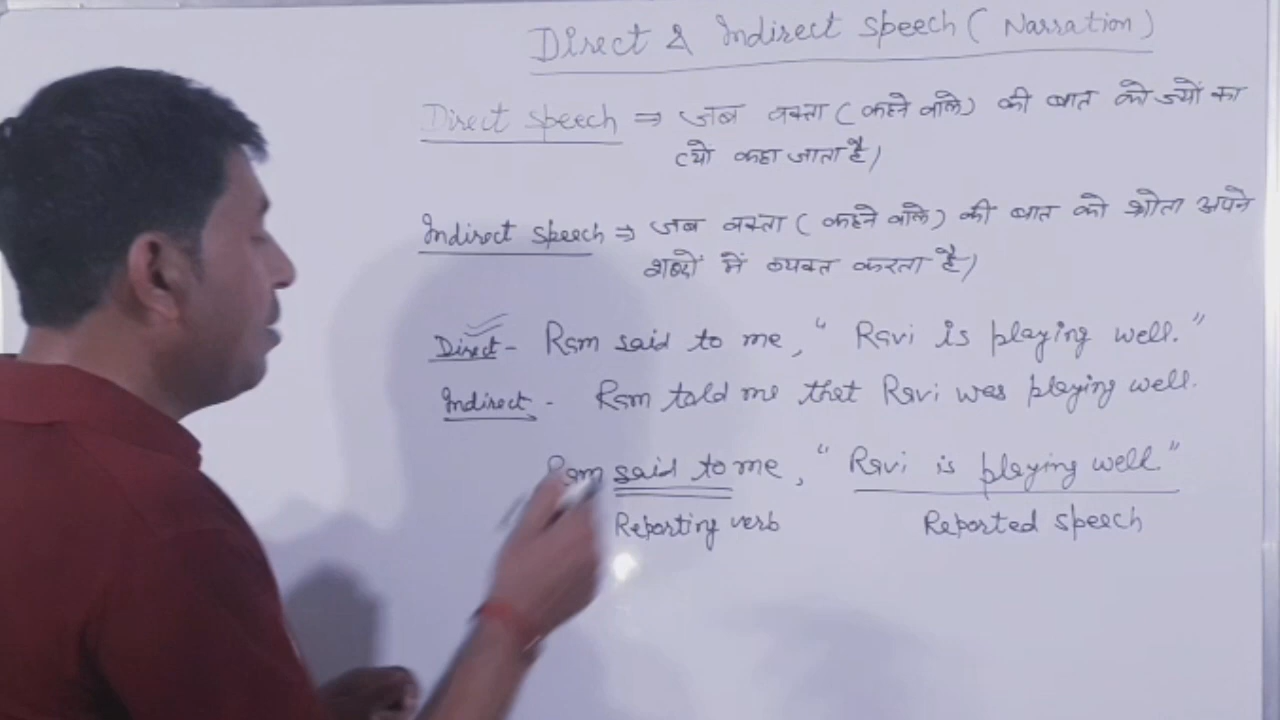 Direct & Indirect speech (Narration)
Direct speech ⇒ जब वक्ता (कहने वाले) की बात को ज्यों का
त्यो कहा जाता है।
Indirect speech ⇒ जब वक्ता (कहने वाले) की बात को श्रोता अपने
शब्दों में व्यक्त करता है।
Direct - Ram said to me, “Ravi is playing well.”
Indirect - Ram told me that Ravi was playing well.
Ram said to me, “Ravi is playing well.”
Reporting verb Reported speech